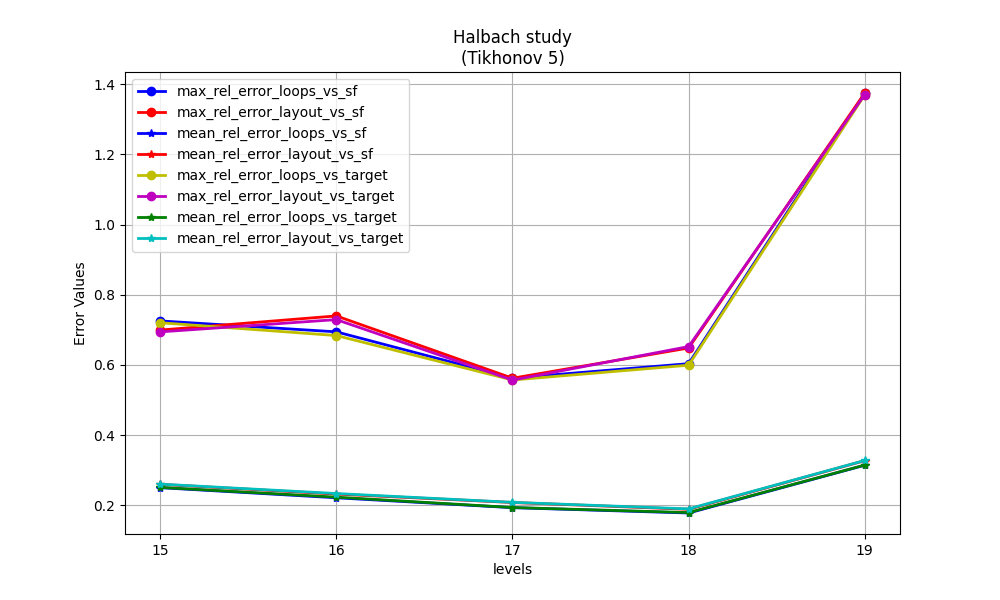 Halbach study
(Tikhonov 5)
max_rel_error_loops_vs_sf
max_rel_error_layout_vs_sf
mean_rel_error_loops_vs_sf
mean_rel_error_layout_vs_sf
max_rel_error_loops_vs_target
max_rel_error_layout_vs_target
mean_rel_error_loops_vs_target
mean_rel_error_layout_vs_target
Error Values
1.4
1.2
1.0
0.8
0.6
0.4
0.2
15 16 17 18 19
levels